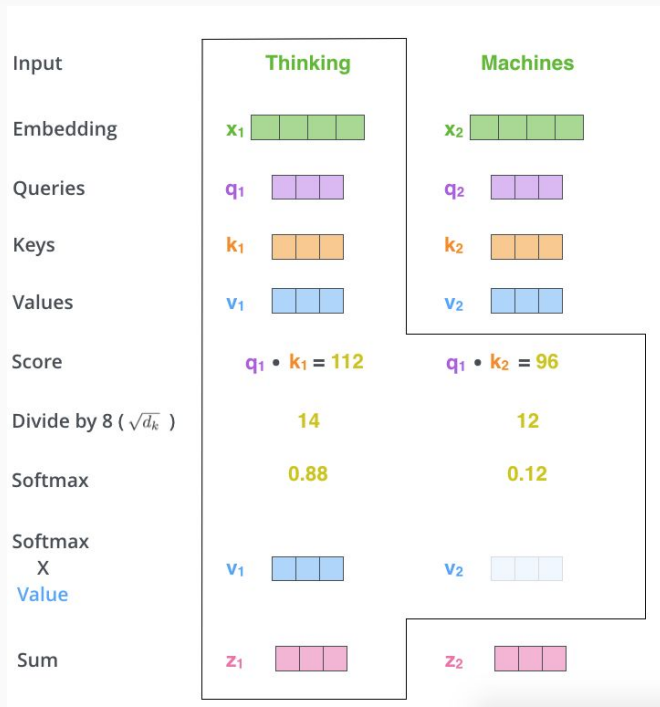 Input Thinking Machines
Embedding x₁ x₂
Queries q₁ q₂
Keys k₁ k₂
Values v₁ v₂
Score q₁ • k₁ = 112 q₁ • k₂ = 96
Divide by 8 ( √dₖ ) 14 12
Softmax 0.88 0.12
Softmax
X
Value v₁ v₂
Sum z₁ z₂